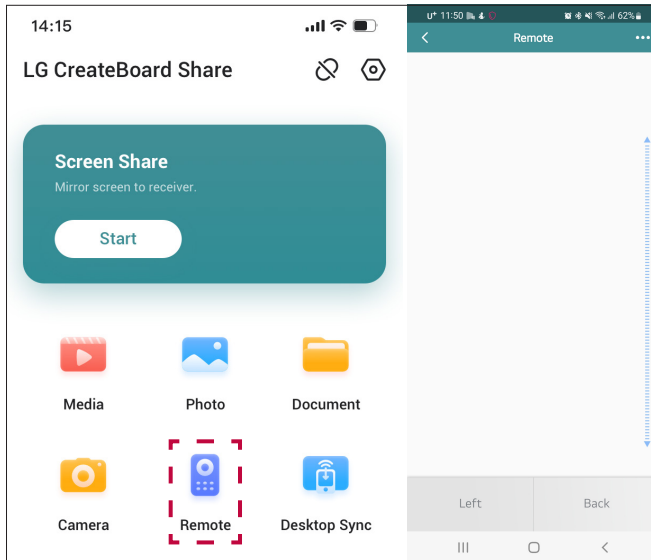 14:15
LG CreateBoard Share
Screen Share
Mirror screen to receiver.
Start
Media Photo Document
Camera Remote Desktop Sync
U+ 11:50 62%
Remote
Left Back